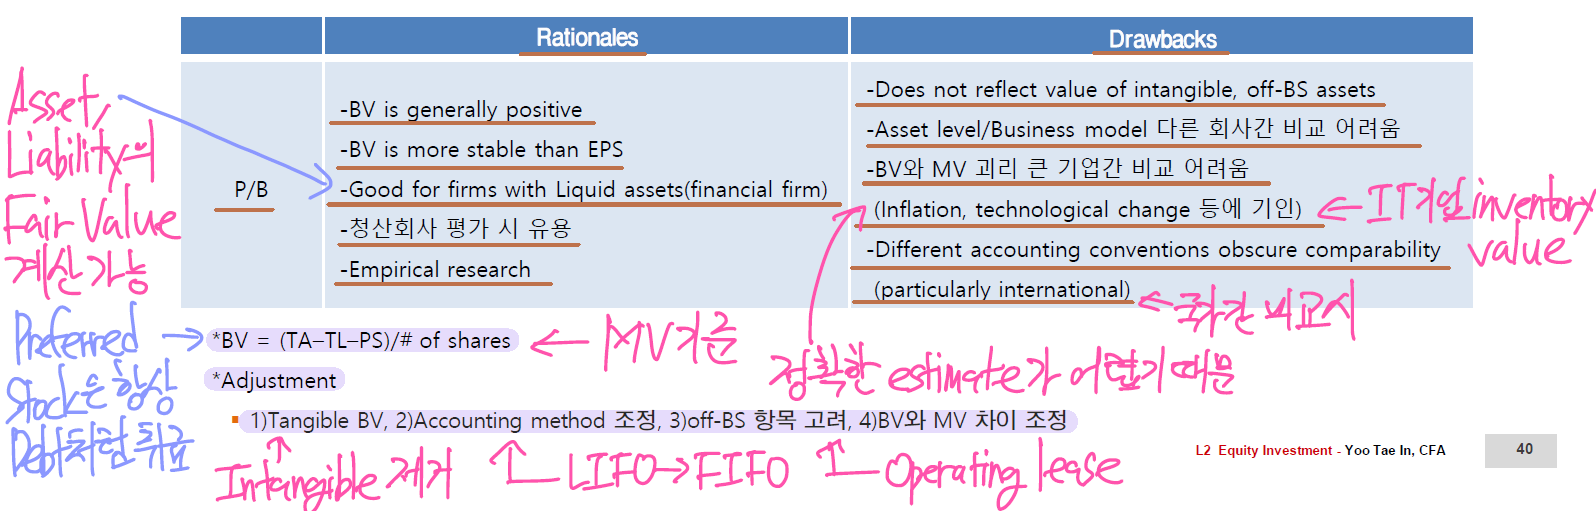 Rationales
Drawbacks
P/B
-BV is generally positive
-BV is more stable than EPS
-Good for firms with Liquid assets(financial firm)
-청산회사 평가 시 유용
-Empirical research
-Does not reflect value of intangible, off-BS assets
-Asset level/Business model 다른 회사간 비교 어려움
-BV와 MV 괴리 큰 기업간 비교 어려움
(Inflation, technological change 등에 기인)
-Different accounting conventions obscure comparability
(particularly international)
Asset,
Liability의
Fair Value
계산가능
IT기업 inventory
value
국가간 비교시
Preferred
Stock은 항상
Debt처럼 취급
*BV = (TA–TL–PS)/# of shares
MV기준
정확한 estimate가 어렵기 때문
*Adjustment
1)Tangible BV, 2)Accounting method 조정, 3)off-BS 항목 고려, 4)BV와 MV 차이 조정
Intangible 제거
LIFO→FIFO
Operating lease
L2 Equity Investment - Yoo Tae In, CFA
40